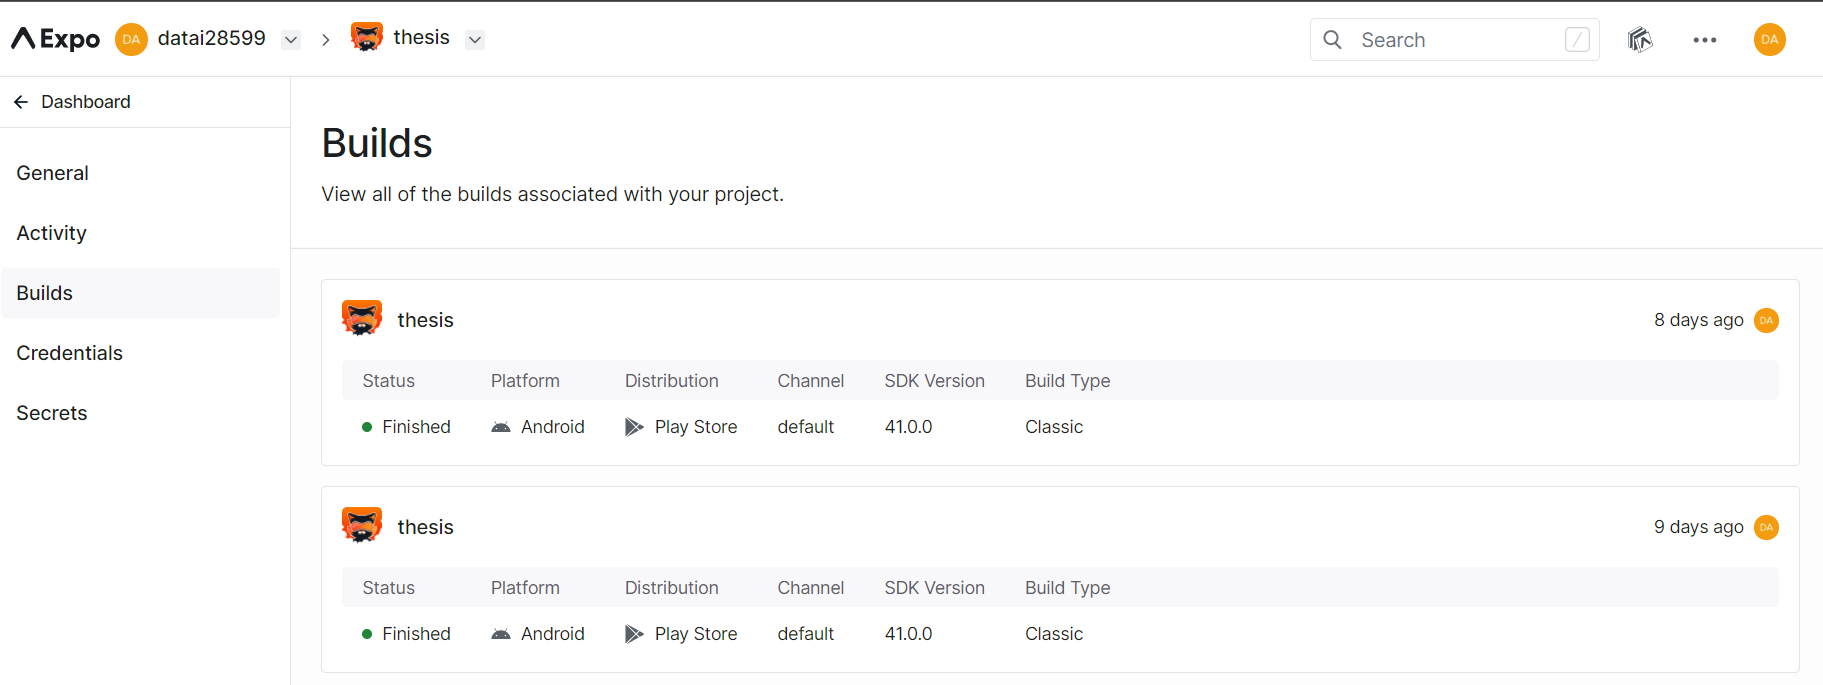 Expo DA datai28599 > thesis Search / DA
Dashboard
General
Activity
Builds
Credentials
Secrets
Builds
View all of the builds associated with your project.
thesis 8 days ago DA
Status Platform Distribution Channel SDK Version Build Type
Finished Android Play Store default 41.0.0 Classic
thesis 9 days ago DA
Status Platform Distribution Channel SDK Version Build Type
Finished Android Play Store default 41.0.0 Classic